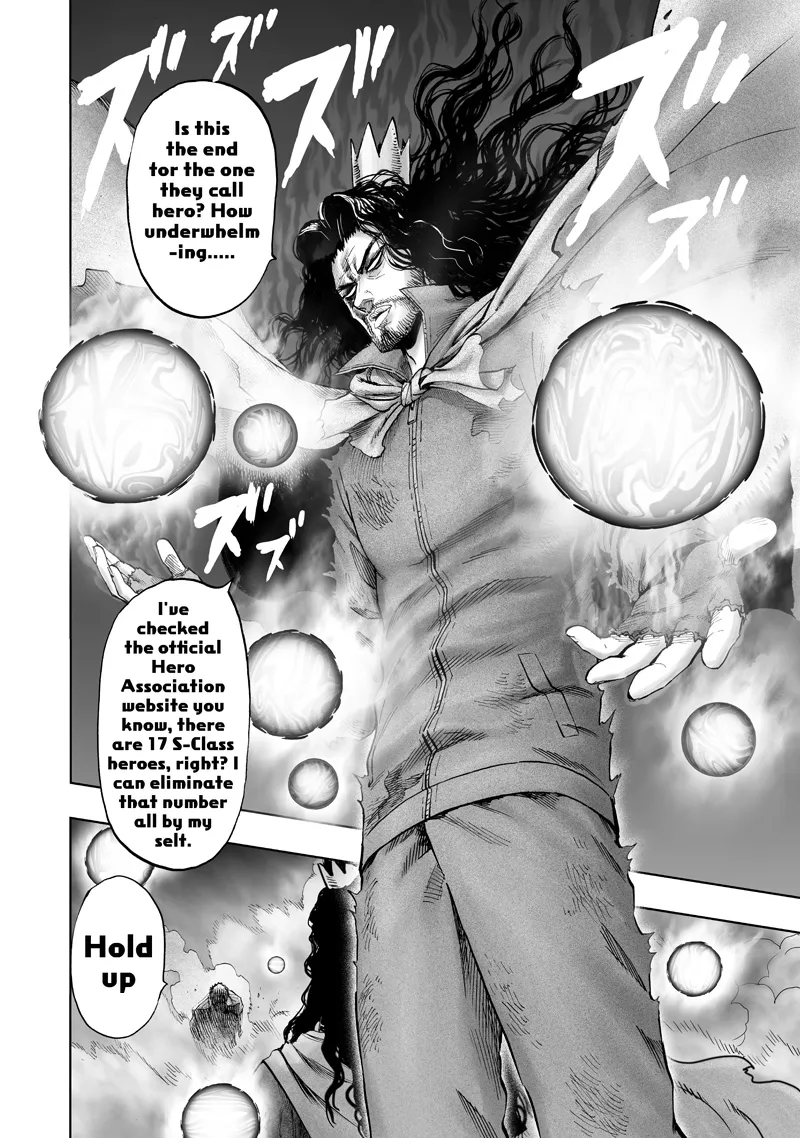 ズ
ズ
ズ
ズ
ズ
Is this
the end
tor the one
they call
hero? How
underwhelm
-ing.....
ズ
ズ
I've
checked
the official
Hero
Association
website you
know, there
are 17 S-Class
heroes, right? I
can eliminate
that number
all by my
selt.
Hold
up